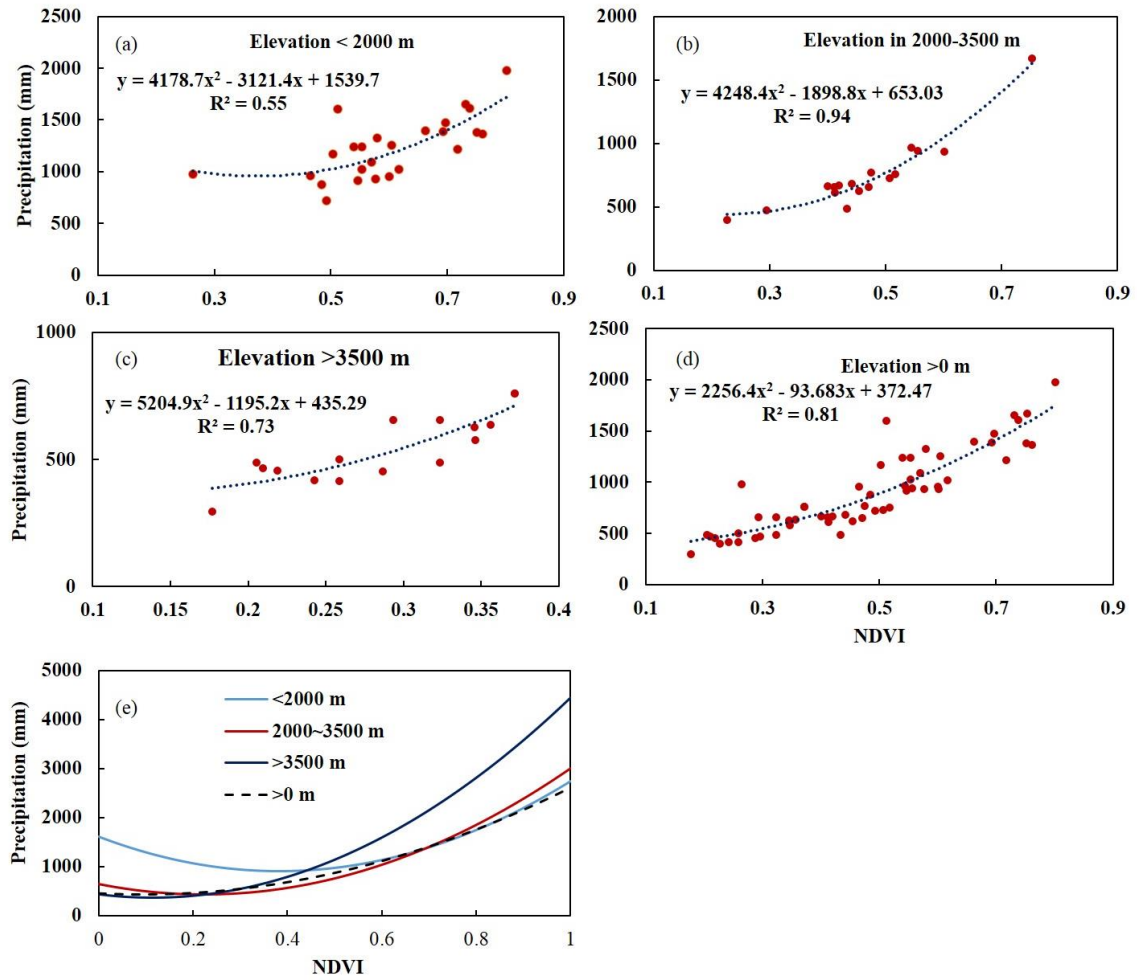 (a)
Elevation < 2000 m
y = 4178.7x² - 3121.4x + 1539.7
R² = 0.55
Precipitation (mm)
2500
2000
1500
1000
500
0
0.1 0.3 0.5 0.7 0.9
(b)
Elevation in 2000-3500 m
y = 4248.4x² - 1898.8x + 653.03
R² = 0.94
2000
1500
1000
500
0
0.1 0.3 0.5 0.7 0.9
(c)
Elevation >3500 m
y = 5204.9x² - 1195.2x + 435.29
R² = 0.73
Precipitation (mm)
1000
500
0
0.1 0.15 0.2 0.25 0.3 0.35 0.4
(d)
Elevation >0 m
y = 2256.4x² - 93.683x + 372.47
R² = 0.81
2500
2000
1500
1000
500
0
0.1 0.3 0.5 0.7 0.9
NDVI
(e)
<2000 m
2000~3500 m
>3500 m
>0 m
Precipitation (mm)
5000
4000
3000
2000
1000
0
0 0.2 0.4 0.6 0.8 1
NDVI